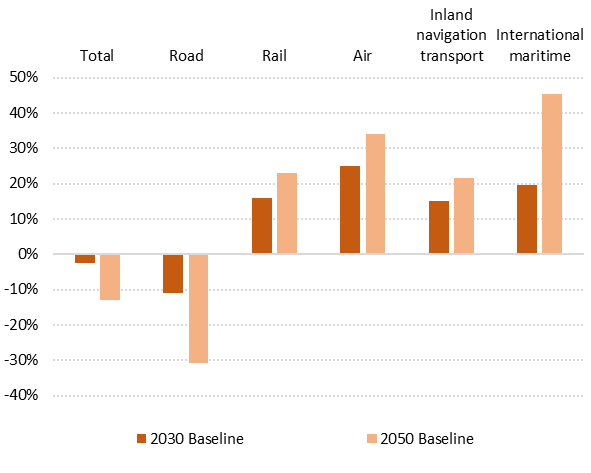 Total
Road
Rail
Air
Inland
navigation
transport
International
maritime
50%
40%
30%
20%
10%
0%
-10%
-20%
-30%
-40%
2030 Baseline
2050 Baseline